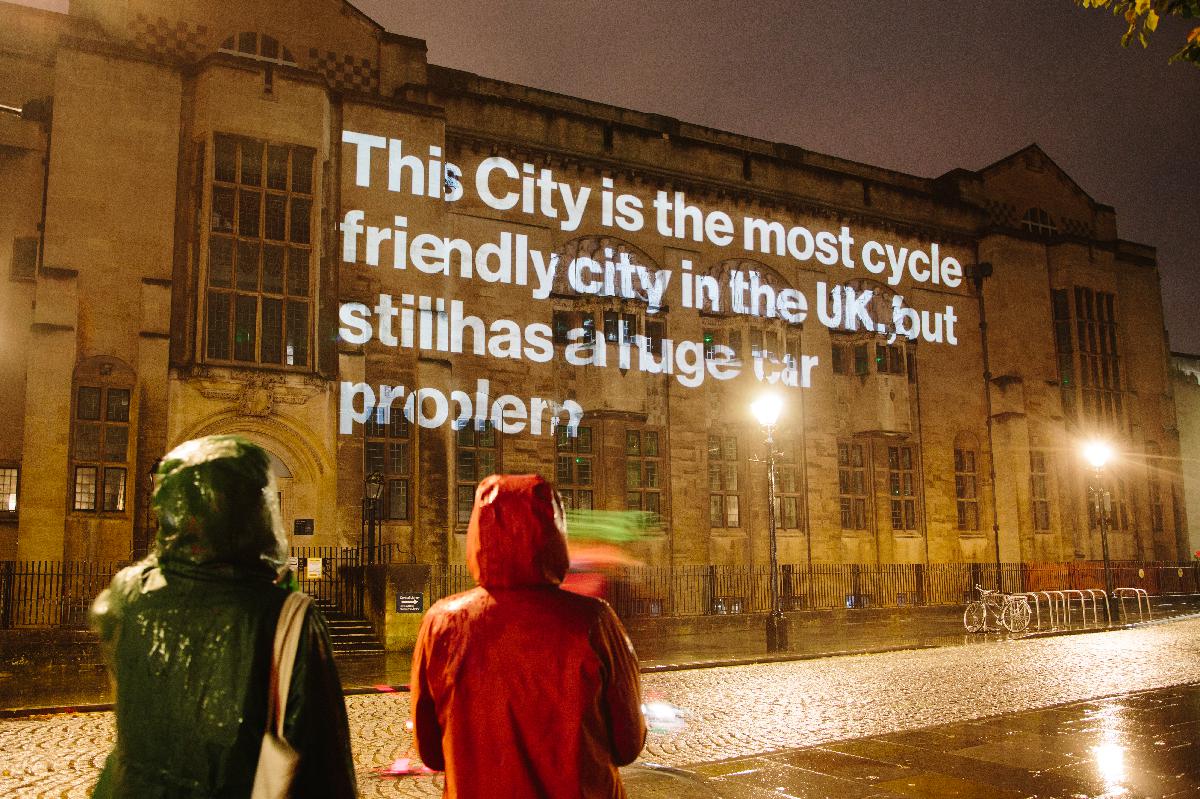 This City is the most cycle
friendly city in the UK, but
still has a huge car
problem